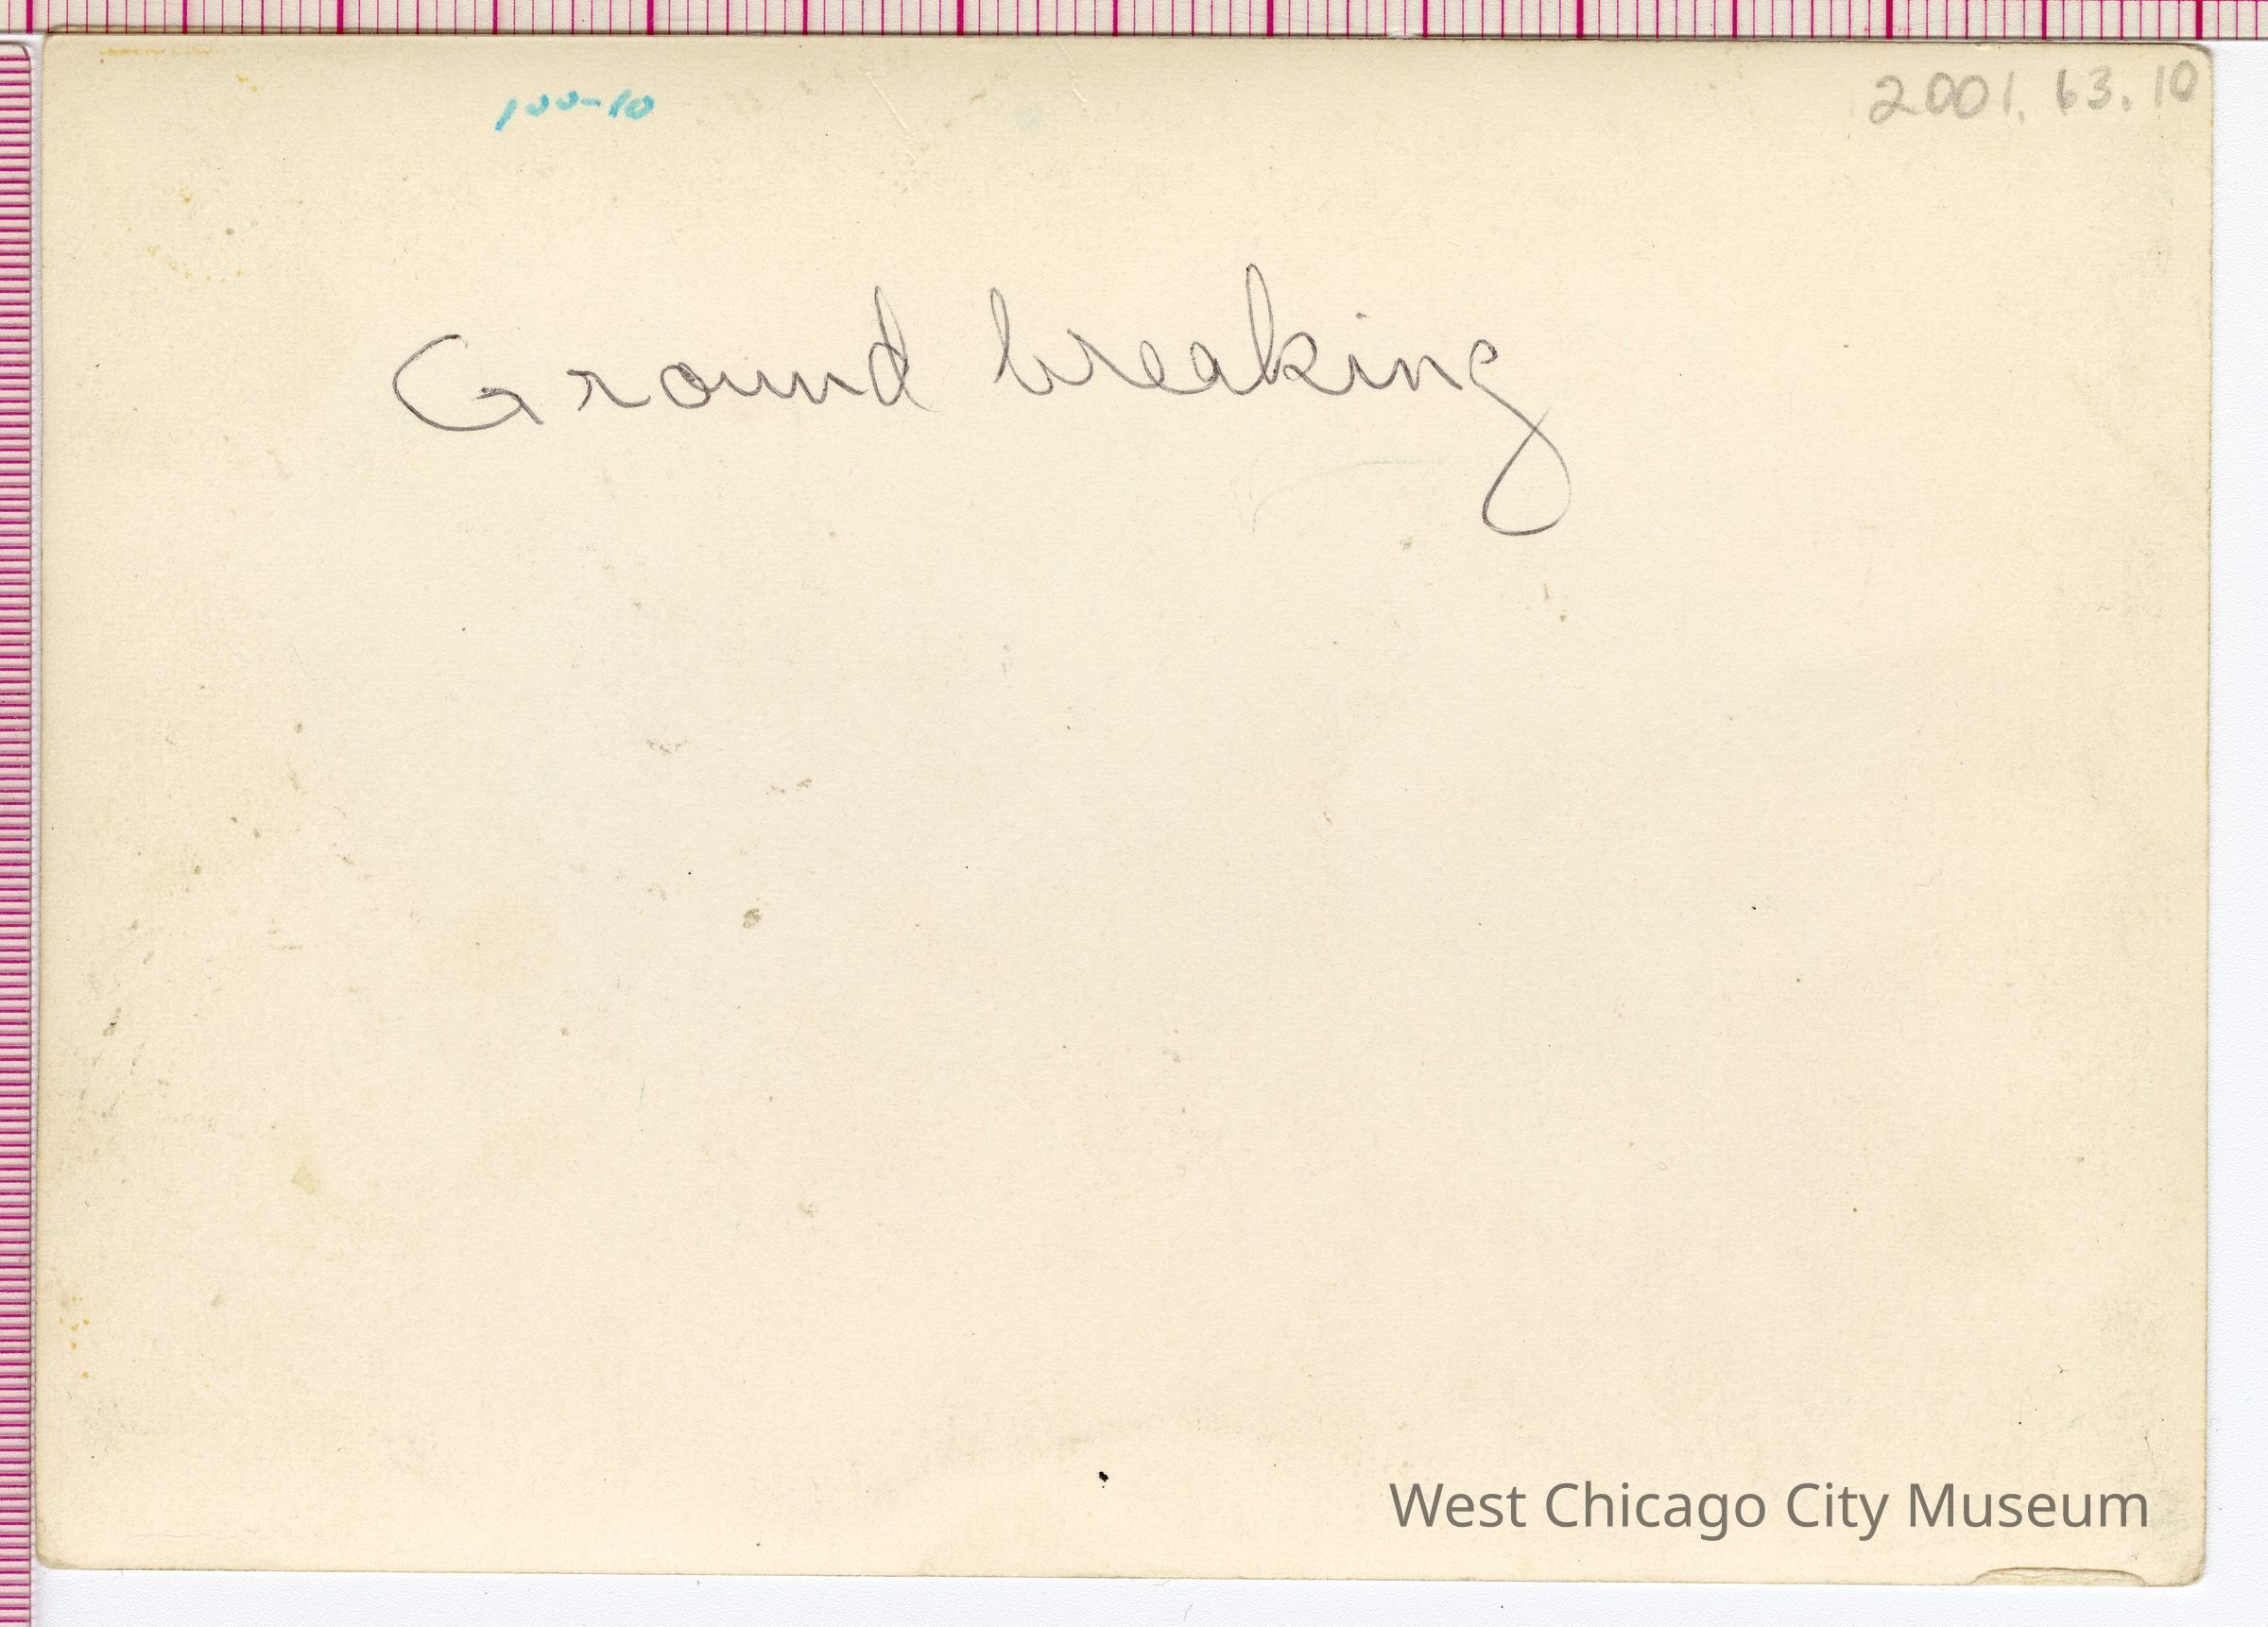 100-10
2001.63.10
Ground breaking
West Chicago City Museum